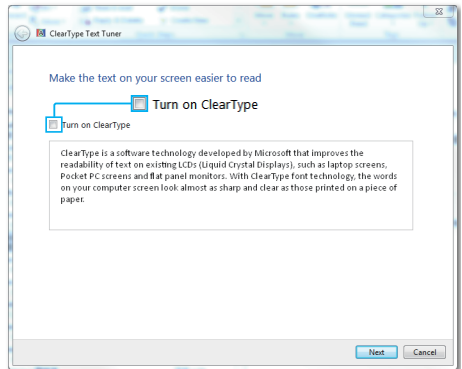 ClearType Text Tuner
Make the text on your screen easier to read
Turn on ClearType
Turn on ClearType
ClearType is a software technology developed by Microsoft that improves the
readability of text on existing LCDs (Liquid Crystal Displays), such as laptop screens,
Pocket PC screens and flat panel monitors. With ClearType font technology, the words
on your computer screen look almost as sharp and clear as those printed on a piece of
paper.
Next Cancel